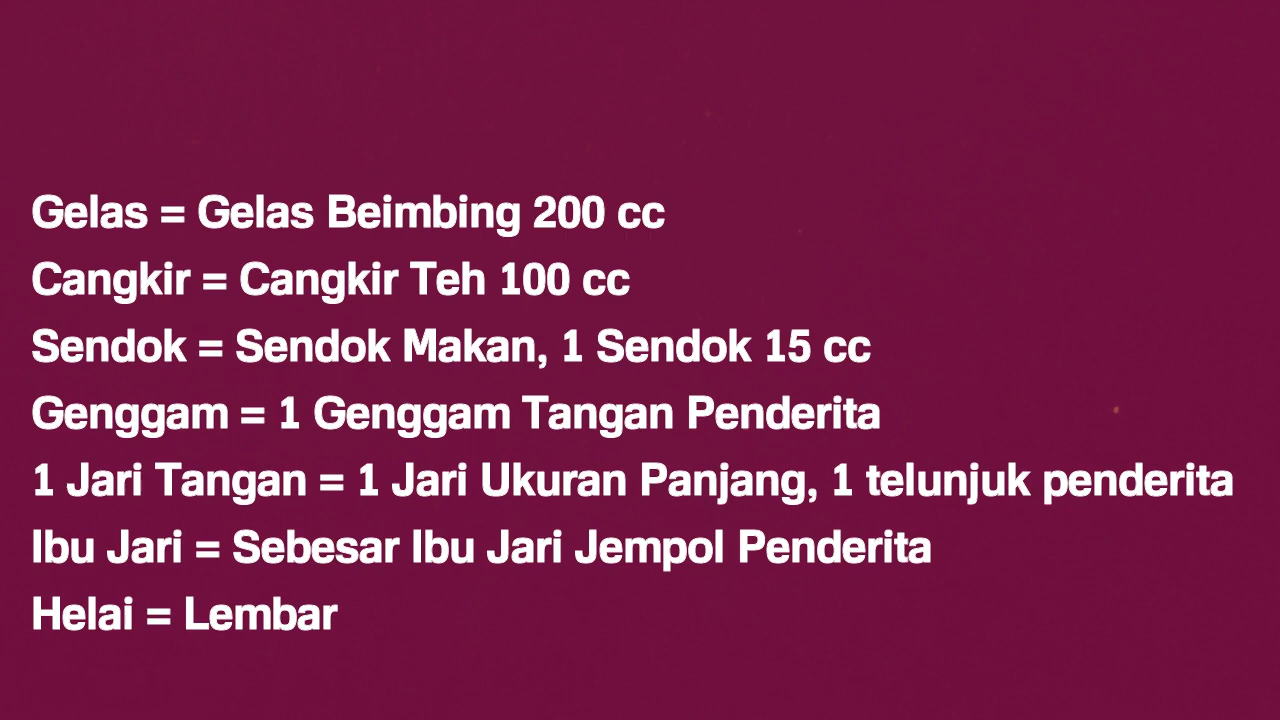 Gelas = Gelas Beimbing 200 cc
Cangkir = Cangkir Teh 100 cc
Sendok = Sendok Makan, 1 Sendok 15 cc
Genggam = 1 Genggam Tangan Penderita
1 Jari Tangan = 1 Jari Ukuran Panjang, 1 telunjuk penderita
Ibu Jari = Sebesar Ibu Jari Jempol Penderita
Helai = Lembar